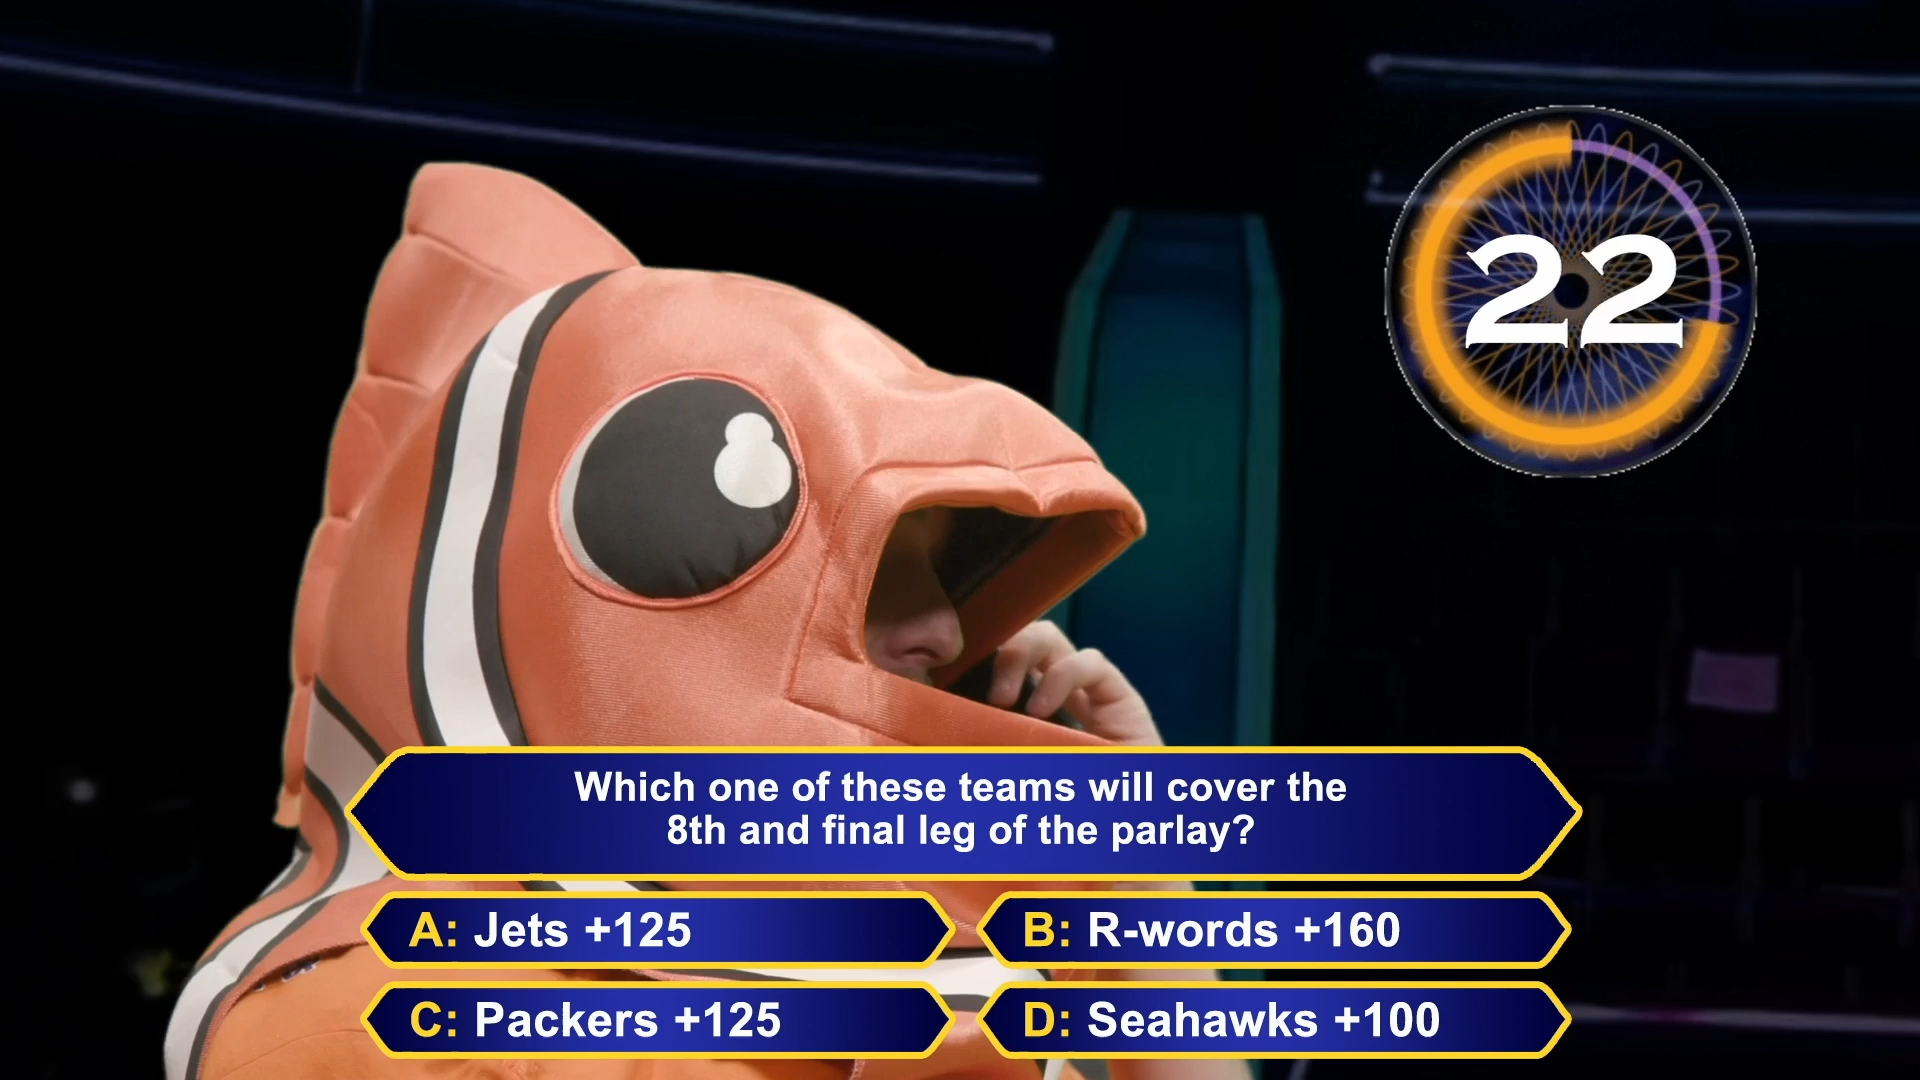 22
Which one of these teams will cover the
8th and final leg of the parlay?
A: Jets +125
B: R-words +160
C: Packers +125
D: Seahawks +100